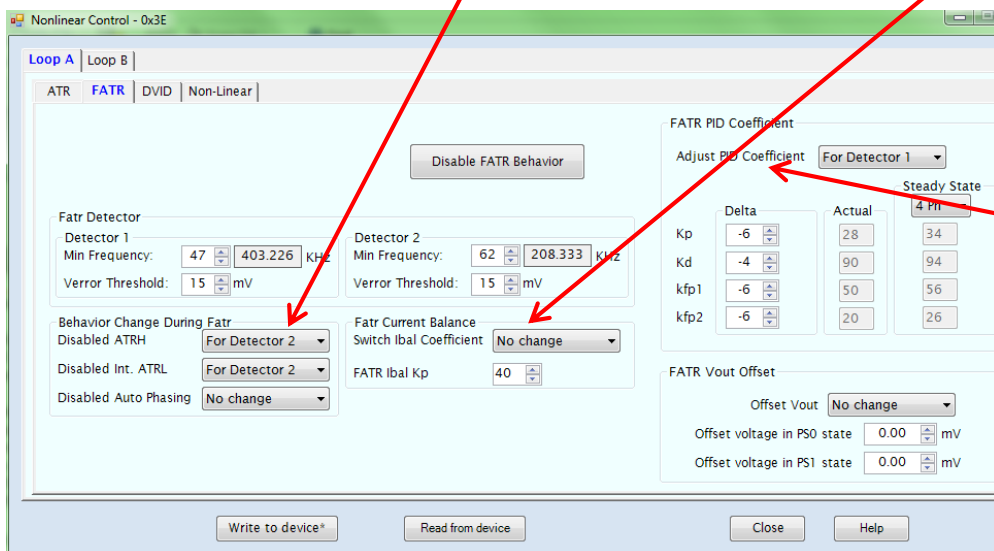 Nonlinear Control - 0x3E
Loop A
Loop B
ATR
FATR
DVID
Non-Linear
Disable FATR Behavior
Fatr Detector
Detector 1
Min Frequency: 47 403.226 KHz
Verror Threshold: 15 mV
Detector 2
Min Frequency: 62 208.333 KHz
Verror Threshold: 15 mV
Behavior Change During Fatr
Disabled ATRH For Detector 2
Disabled Int. ATRL For Detector 2
Disabled Auto Phasing No change
Fatr Current Balance
Switch Ibal Coefficient No change
FATR Ibal Kp 40
FATR PID Coefficient
Adjust PID Coefficient For Detector 1
Delta
Actual
Steady State
4 Ph
Kp -6 28 34
Kd -4 90 94
kfp1 -6 50 56
kfp2 -6 20 26
FATR Vout Offset
Offset Vout No change
Offset voltage in PS0 state 0.00 mV
Offset voltage in PS1 state 0.00 mV
Write to device*
Read from device
Close
Help